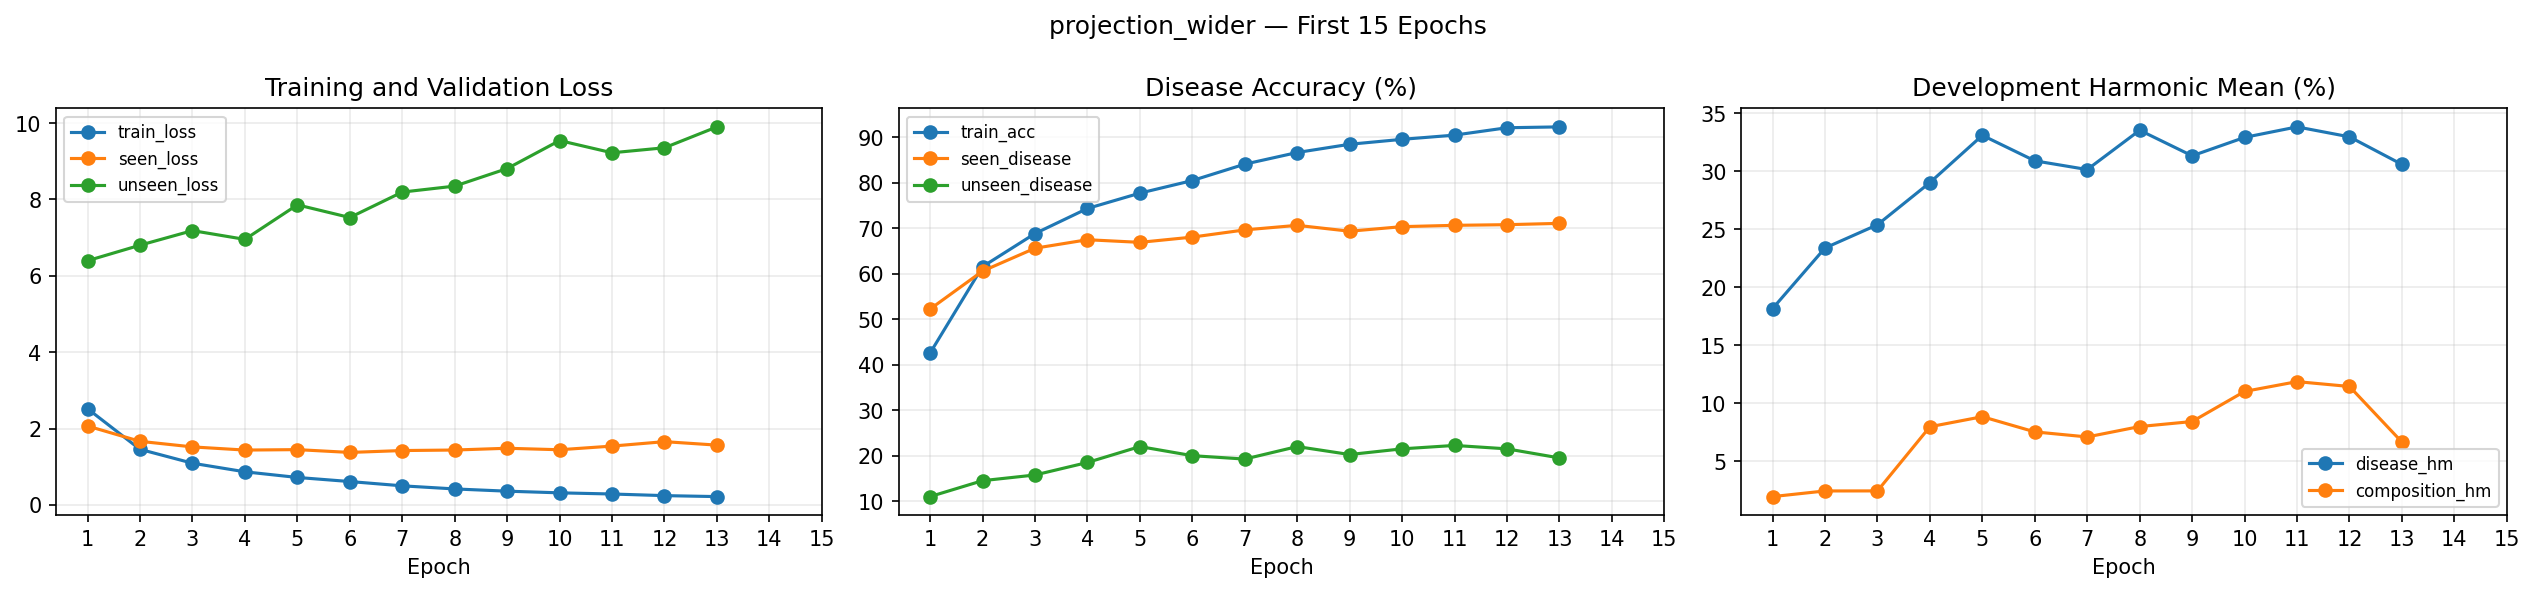 projection_wider — First 15 Epochs
Training and Validation Loss
train_loss
seen_loss
unseen_loss
10
8
6
4
2
0
1 2 3 4 5 6 7 8 9 10 11 12 13 14 15
Epoch
Disease Accuracy (%)
train_acc
seen_disease
unseen_disease
90
80
70
60
50
40
30
20
10
1 2 3 4 5 6 7 8 9 10 11 12 13 14 15
Epoch
Development Harmonic Mean (%)
35
30
25
20
15
10
5
disease_hm
composition_hm
1 2 3 4 5 6 7 8 9 10 11 12 13 14 15
Epoch